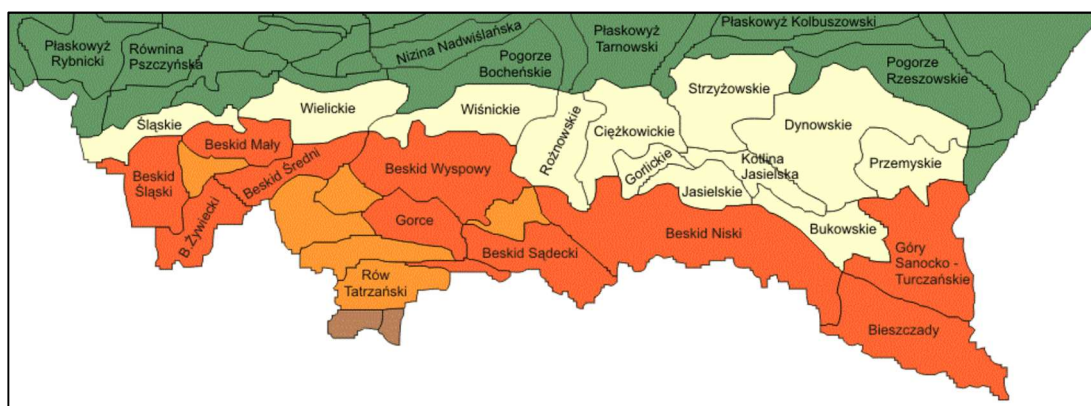 Płaskowyż
Rybnicki
Równina
Pszczyńska
Nizina Nadwiślańska
Pogorze
Bocheńskie
Płaskowyż
Tarnowski
Płaskowyż Kolbuszowski
Pogorze
Rzeszowskie
Śląskie
Wielickie
Wiśnickie
Rożnowskie
Ciężkowickie
Strzyżowskie
Dynowskie
Przemyskie
Gorlickie
Jasielskie
Kotlina
Jasielska
Bukowskie
Beskid
Śląski
Beskid Mały
B.Żywiecki
Beskid Średni
Beskid Wyspowy
Gorce
Beskid Sądecki
Beskid Niski
Góry
Sanocko -
Turczańskie
Bieszczady
Rów
Tatrzański